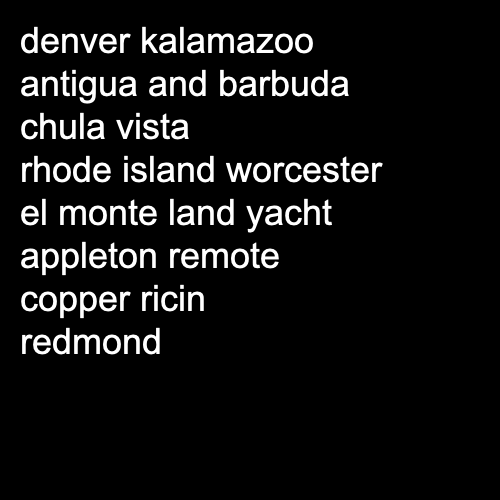 denver kalamazoo
antigua and barbuda
chula vista
rhode island worcester
el monte land yacht
appleton remote
copper ricin
redmond